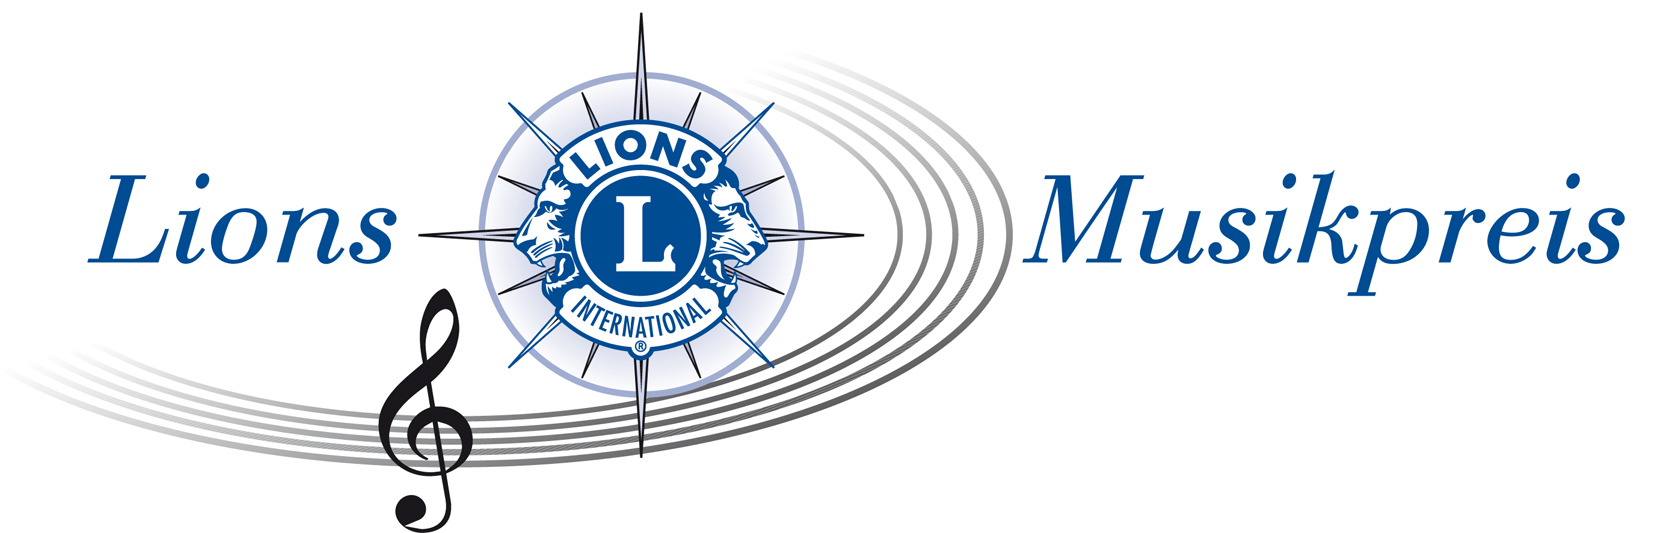 Lions
LIONS
L
INTERNATIONAL
®
Musikpreis